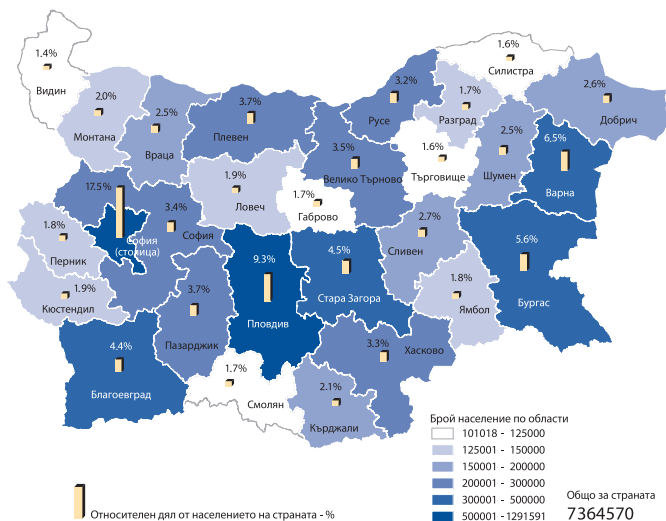 1.4%
Видин
1.6%
Силистра
2.0%
Монтана
2.5%
Враца
3.7%
Плевен
3.2%
Русе
1.7%
Разград
2.6%
Добрич
3.5%
Велико Търново
1.6%
Търговище
2.5%
Шумен
6,5%
Варна
17.5%
София
(столица)
3.4%
София
1.9%
Ловеч
1.7%
Габрово
1.8%
Перник
1.9%
Кюстендил
9.3%
Пловдив
4,5%
Стара Загора
2.7%
Сливен
5.6%
Бургас
1.8%
Ямбол
3.7%
Пазарджик
4.4%
Благоевград
1.7%
Смолян
3.3%
Хасково
2.1%
Кърджали
Брой население по области
101018 - 125000
125001 - 150000
150001 - 200000
200001 - 300000
300001 - 500000
500001 -1291591
Общо за страната
7364570
Относителен дял от населението на страната - %